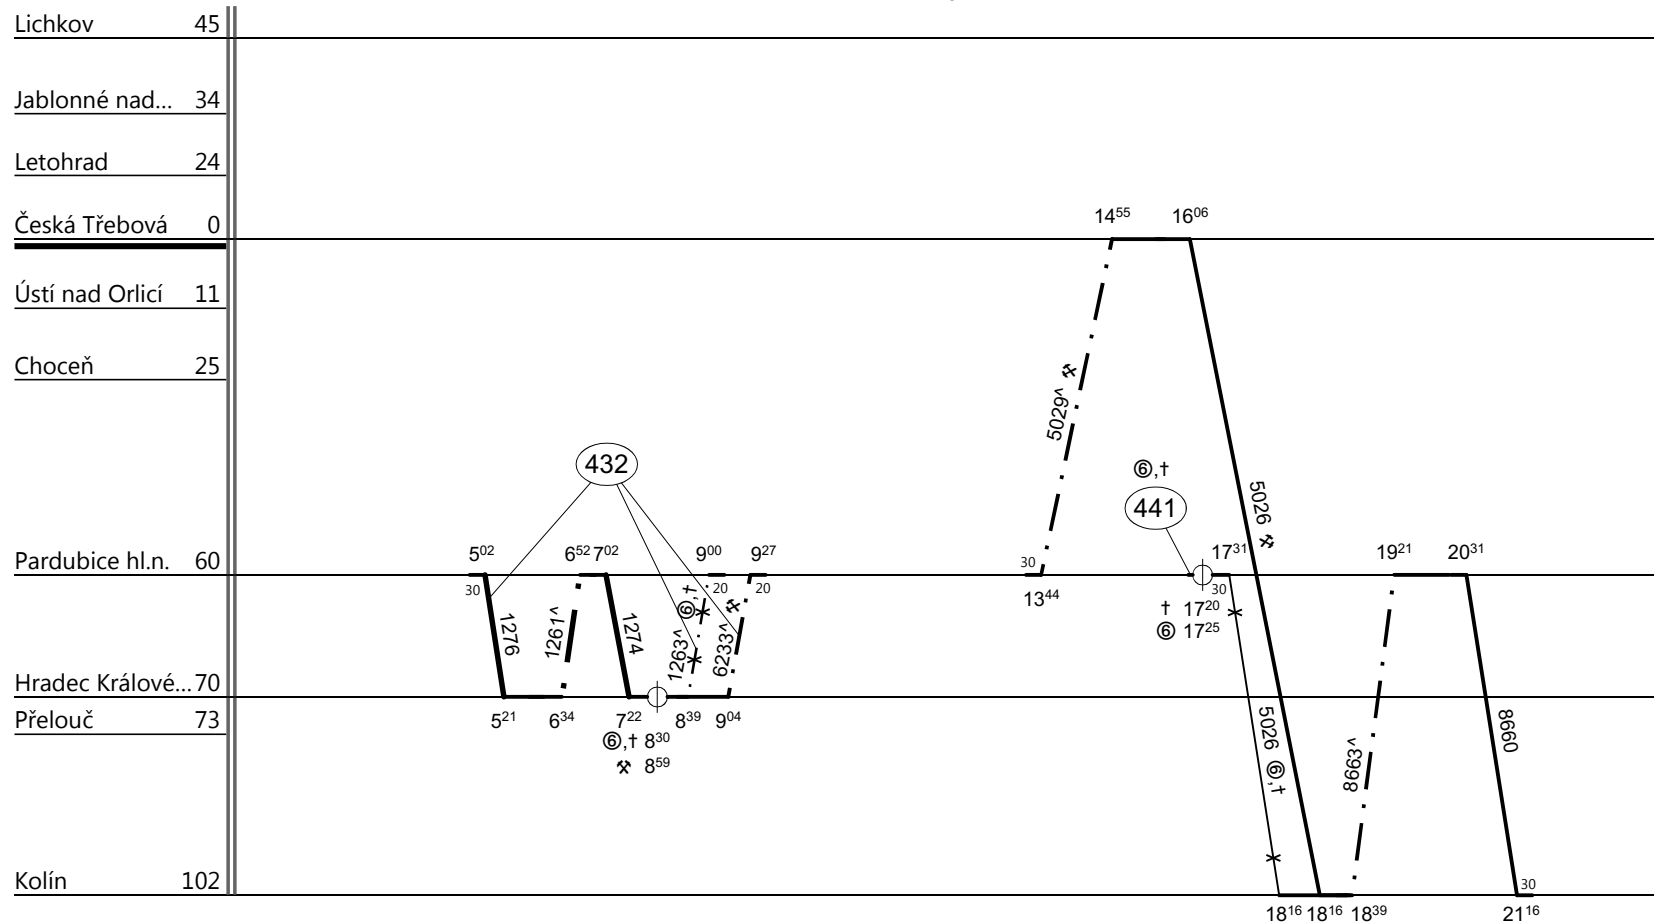 Lichkov 45
Jablonné nad... 34
Letohrad 24
Česká Třebová 0
14⁵⁵ 16⁰⁶
Ústí nad Orlicí 11
Choceň 25
5029^ ⚒
432
⑥,†
441
5026 ⚒
Pardubice hl.n. 60
5⁰² 6⁵² 7⁰² 9⁰⁰ 9²⁷ 30 17³¹ 19²¹ 20³¹
30 20 20 13⁴⁴ 30
† 17²⁰
⑥ 17²⁵
1276 1261^ 1274 1263^ ⑥,† 6233^ ⚒
Hradec Králové... 70
Přelouč 73
5²¹ 6³⁴ 7²² 8³⁹ 9⁰⁴
⑥,† 8³⁰
⚒ 8⁵⁹
5026 ⑥,† 8663^ 8660
Kolín 102
30
18¹⁶ 18¹⁶ 18³⁹ 21¹⁶